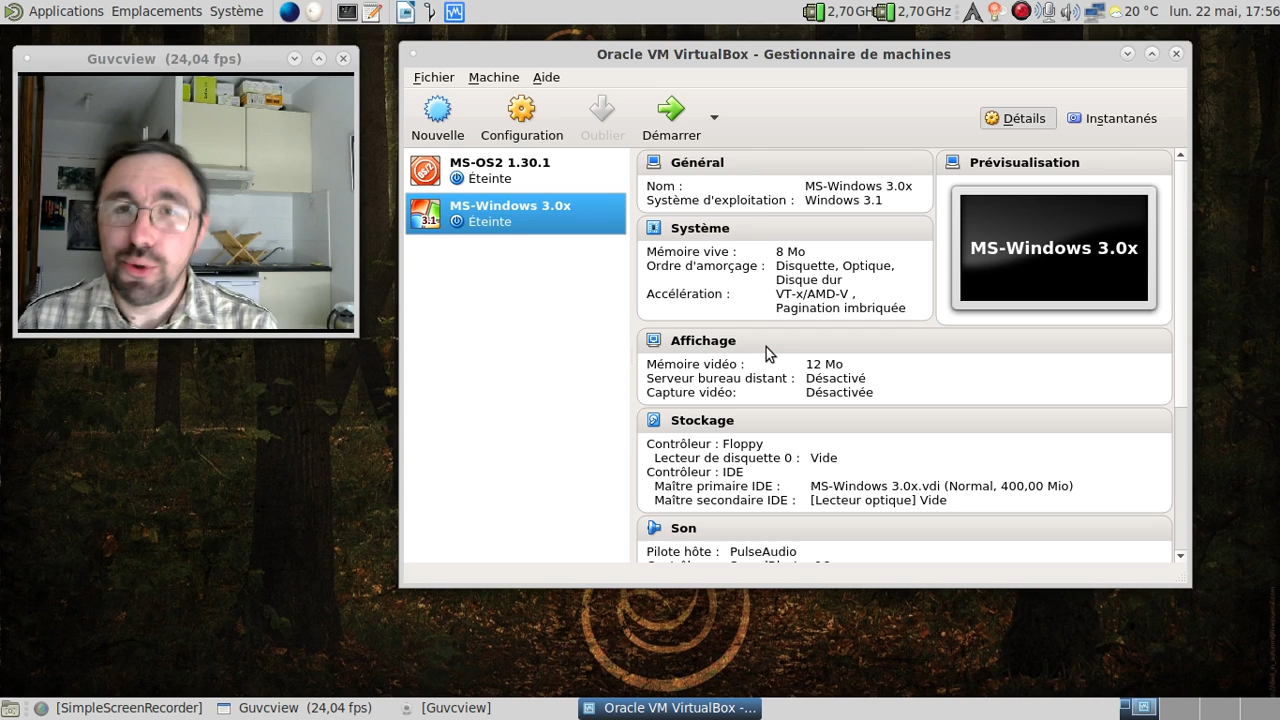 Applications Emplacements Système 2,70 GHz 2,70 GHz 20 °C lun. 22 mai, 17:56
Guvcview (24,04 fps)
Oracle VM VirtualBox - Gestionnaire de machines
Fichier Machine Aide
Nouvelle Configuration Oublier Démarrer Détails Instantanés
MS-OS2 1.30.1
Éteinte
MS-Windows 3.0x
Éteinte
Général
Nom : MS-Windows 3.0x
Système d'exploitation : Windows 3.1
Système
Mémoire vive : 8 Mo
Ordre d'amorçage : Disquette, Optique,
Disque dur
Accélération : VT-x/AMD-V ,
Pagination imbriquée
Prévisualisation
MS-Windows 3.0x
Affichage
Mémoire vidéo : 12 Mo
Serveur bureau distant : Désactivé
Capture vidéo: Désactivée
Stockage
Contrôleur : Floppy
Lecteur de disquette 0 : Vide
Contrôleur : IDE
Maître primaire IDE : MS-Windows 3.0x.vdi (Normal, 400,00 Mio)
Maître secondaire IDE : [Lecteur optique] Vide
Son
Pilote hôte : PulseAudio
[SimpleScreenRecorder] Guvcview (24,04 fps) [Guvcview] Oracle VM VirtualBox -...